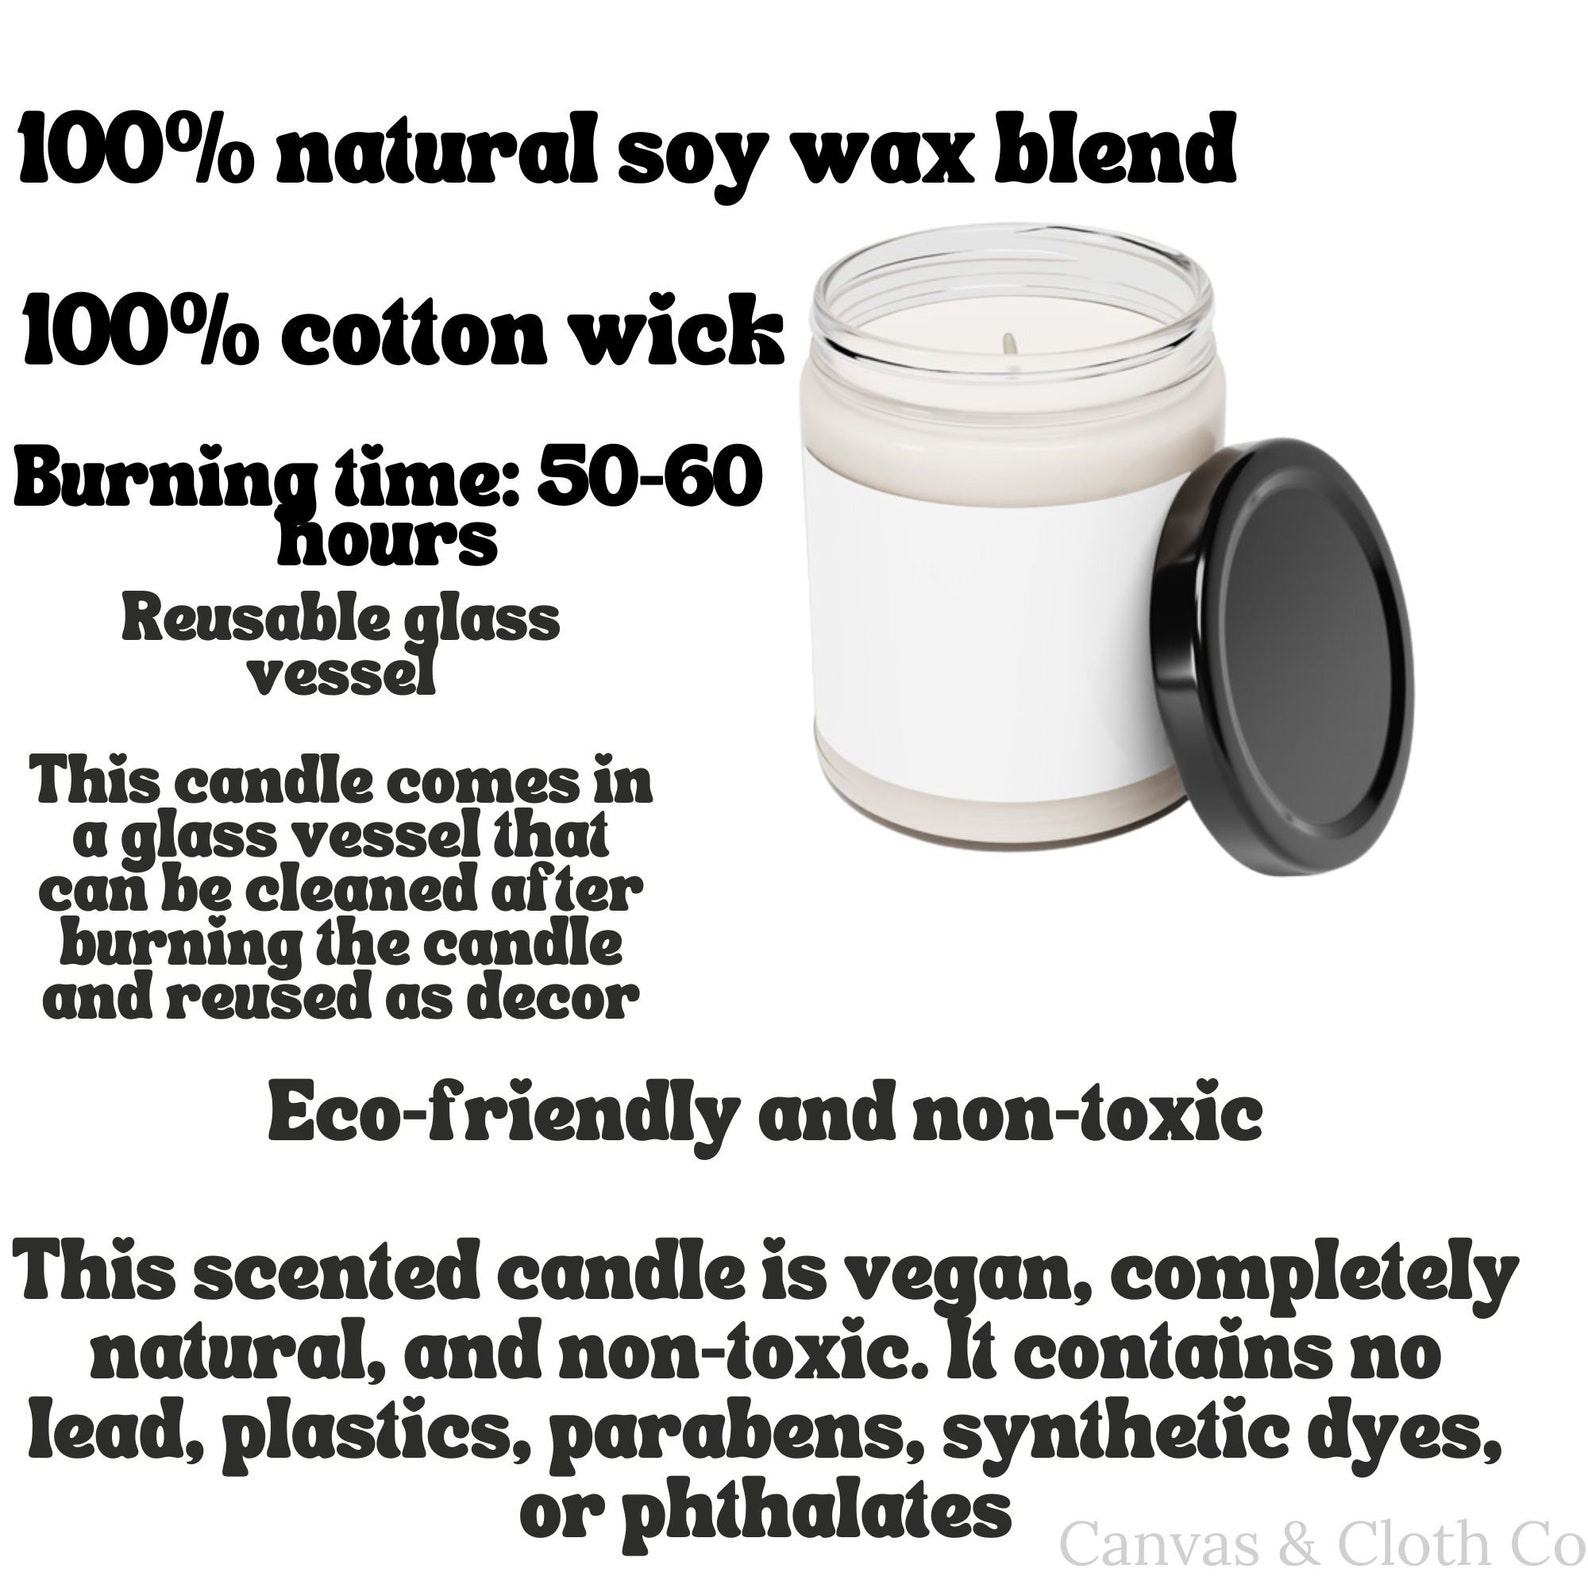 100% natural soy wax blend
100% cotton wick
Burning time: 50-60
hours
Reusable glass
vessel
This candle comes in
a glass vessel that
can be cleaned after
burning the candle
and reused as decor
Eco-friendly and non-toxic
This scented candle is vegan, completely
natural, and non-toxic. It contains no
lead, plastics, parabens, synthetic dyes,
or phthalates
Canvas & Cloth Co